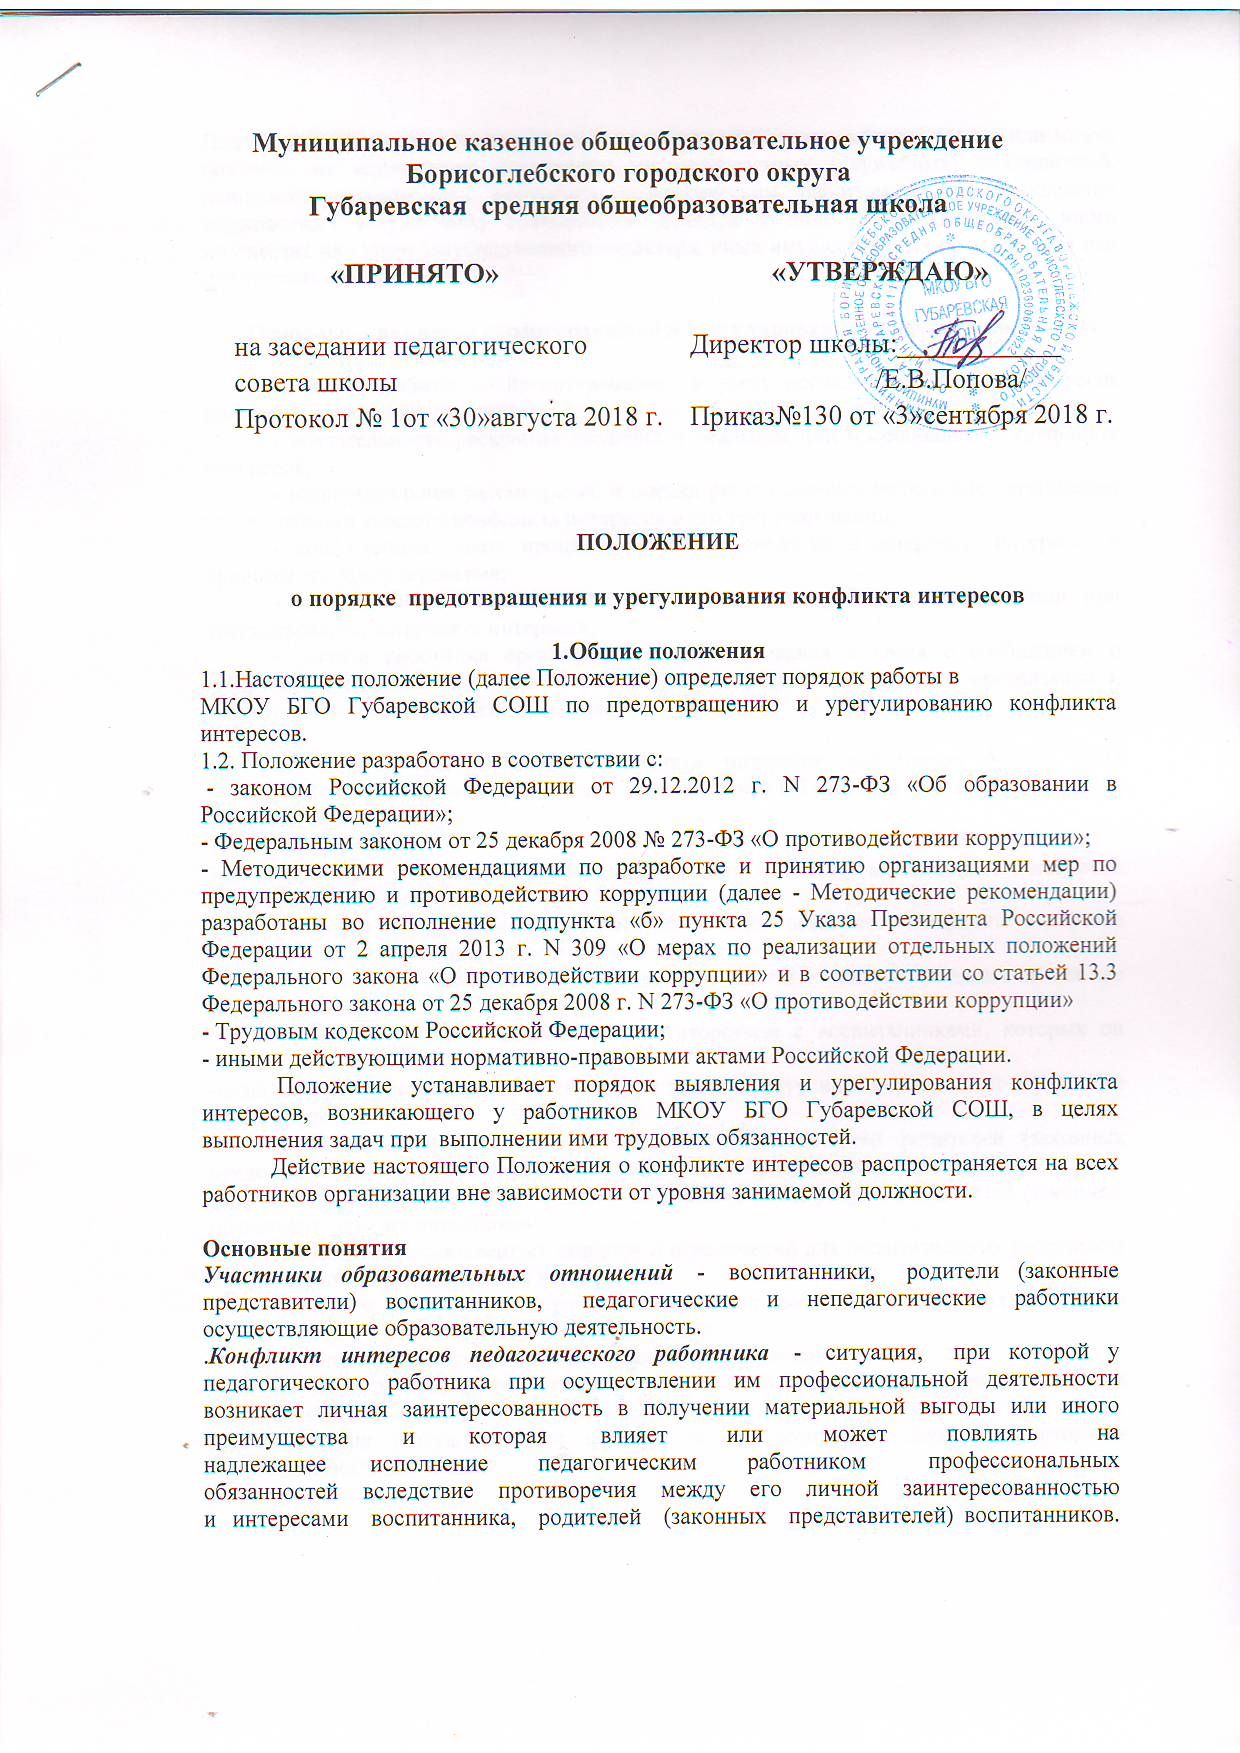 Муниципальное казенное общеобразовательное учреждение
Борисоглебского городского округа
Губаревская средняя общеобразовательная школа
«ПРИНЯТО»
на заседании педагогического
совета школы
Протокол № 1от «30»августа 2018 г.
«УТВЕРЖДАЮ»
Директор школы:
/Е.В.Попова/
Приказ№130 от «3»сентября 2018 г.
МКОУ БГО
ГУБАРЕВСКАЯ
СОШ
ПОЛОЖЕНИЕ
о порядке предотвращения и урегулирования конфликта интересов
1.Общие положения
1.1.Настоящее положение (далее Положение) определяет порядок работы в
МКОУ БГО Губаревской СОШ по предотвращению и урегулированию конфликта
интересов.
1.2. Положение разработано в соответствии с:
- законом Российской Федерации от 29.12.2012 г. N 273-ФЗ «Об образовании в
Российской Федерации»;
- Федеральным законом от 25 декабря 2008 № 273-ФЗ «О противодействии коррупции»;
- Методическими рекомендациями по разработке и принятию организациями мер по
предупреждению и противодействию коррупции (далее - Методические рекомендации)
разработаны во исполнение подпункта «б» пункта 25 Указа Президента Российской
Федерации от 2 апреля 2013 г. N 309 «О мерах по реализации отдельных положений
Федерального закона «О противодействии коррупции» и в соответствии со статьей 13.3
Федерального закона от 25 декабря 2008 г. N 273-ФЗ «О противодействии коррупции»
- Трудовым кодексом Российской Федерации;
- иными действующими нормативно-правовыми актами Российской Федерации.
Положение устанавливает порядок выявления и урегулирования конфликта
интересов, возникающего у работников МКОУ БГО Губаревской СОШ, в целях
выполнения задач при выполнении ими трудовых обязанностей.
Действие настоящего Положения о конфликте интересов распространяется на всех
работников организации вне зависимости от уровня занимаемой должности.
Основные понятия
Участники образовательных отношений - воспитанники, родители (законные
представители) воспитанников, педагогические и непедагогические работники
осуществляющие образовательную деятельность.
.Конфликт интересов педагогического работника - ситуация, при которой у
педагогического работника при осуществлении им профессиональной деятельности
возникает личная заинтересованность в получении материальной выгоды или иного
преимущества и которая влияет или может повлиять на
надлежащее исполнение педагогическим работником профессиональных
обязанностей вследствие противоречия между его личной заинтересованностью
и интересами воспитанника, родителей (законных представителей) воспитанников.